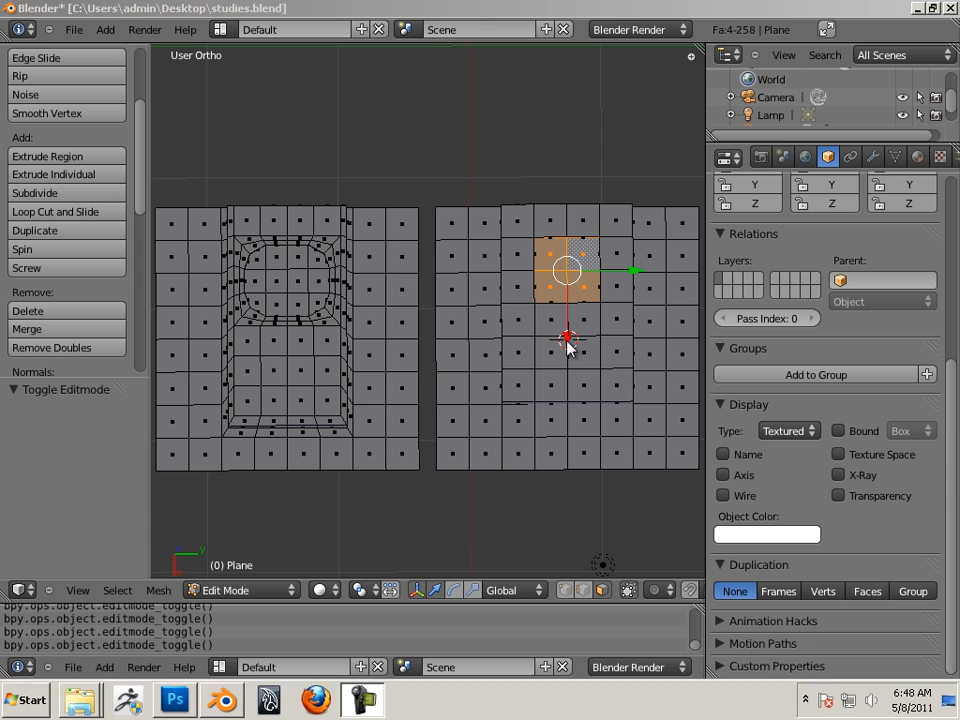 Blender* [C:\Users\admin\Desktop\studies.blend]
File Add Render Help Default Scene Blender Render Fa:4-258 | Plane
Edge Slide
Rip
Noise
Smooth Vertex
Add:
Extrude Region
Extrude Individual
Subdivide
Loop Cut and Slide
Duplicate
Spin
Screw
Remove:
Delete
Merge
Remove Doubles
Normals:
Toggle Editmode
User Ortho
y
(0) Plane
View Select Mesh Edit Mode Global
bpy.ops.object.editmode_toggle()
bpy.ops.object.editmode_toggle()
bpy.ops.object.editmode_toggle()
bpy.ops.object.editmode_toggle()
File Add Render Help Default Scene Blender Render
View Search All Scenes
World
Camera
Lamp
Y Y Y
Z Z Z
Relations
Layers: Parent:
Object
Pass Index: 0
Groups
Add to Group
Display
Type: Textured Bound Box
Name Texture Space
Axis X-Ray
Wire Transparency
Object Color:
Duplication
None Frames Verts Faces Group
Animation Hacks
Motion Paths
Custom Properties
Start Ps 6:48 AM
5/8/2011